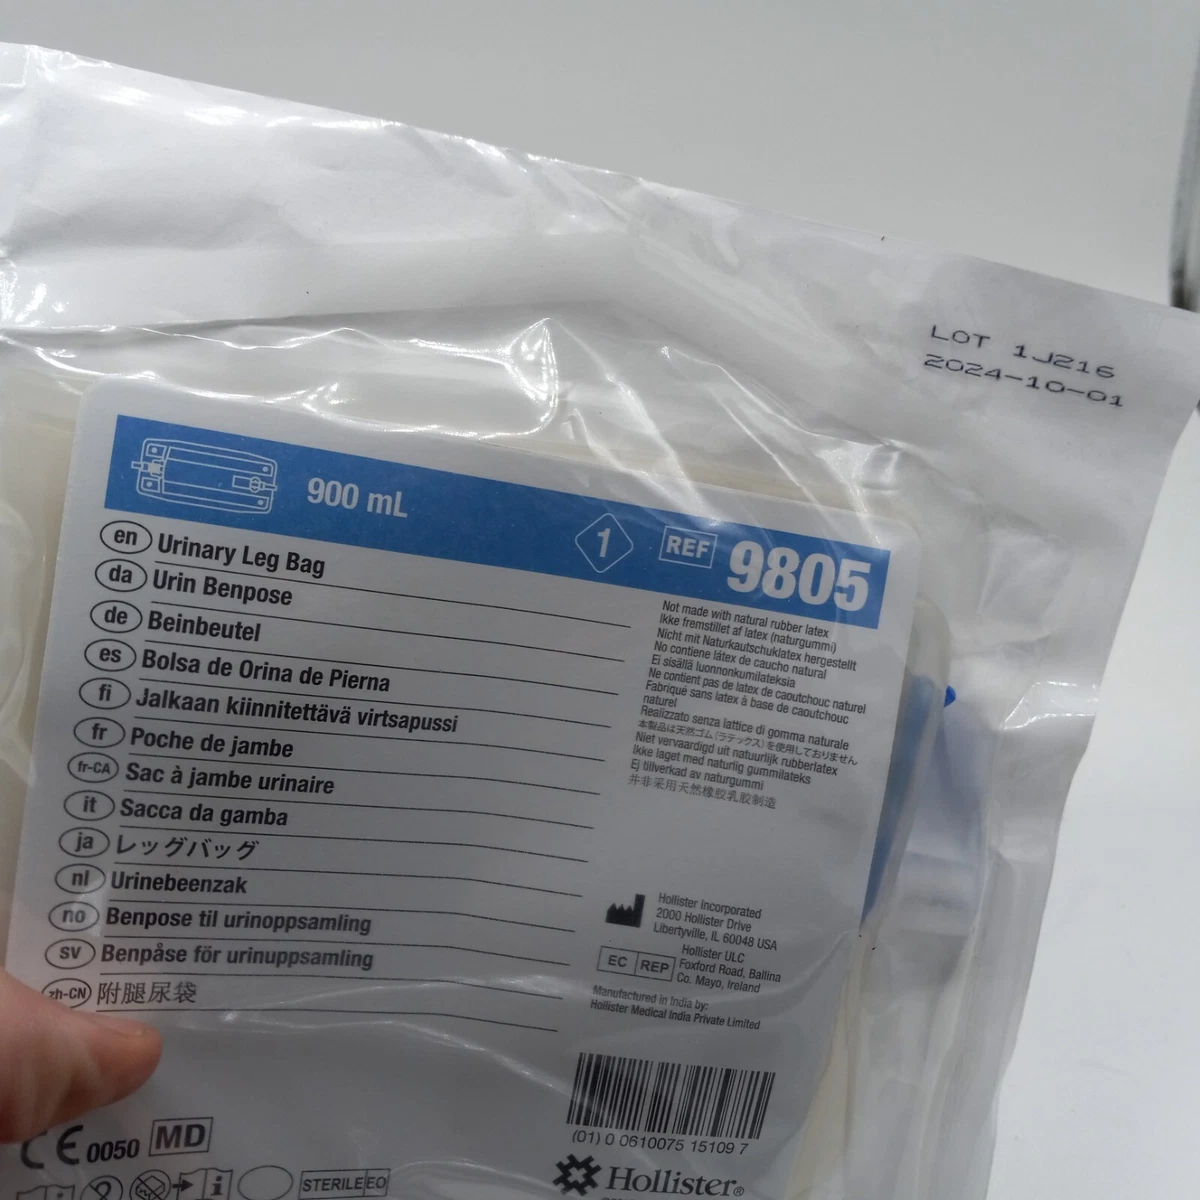 LOT 1J216
2024-10-01
900 mL
1
REF 9805
en Urinary Leg Bag
da Urin Benpose
de Beinbeutel
es Bolsa de Orina de Pierna
fi Jalkaan kiinnitettävä virtsapussi
fr Poche de jambe
fr-CA Sac à jambe urinaire
it Sacca da gamba
ja レッグバッグ
nl Urinebeenzak
no Benpose til urinoppsamling
sv Benpåse för urinuppsamling
zh-CN 附腿尿袋
Not made with natural rubber latex
Ikke fremstillet af latex (naturgummi)
Nicht mit Naturkautschuklatex hergestellt
No contiene látex de caucho natural
Ei sisällä luonnonkumilateksia
Ne contient pas de latex de caoutchouc naturel
Fabriqué sans latex à base de caoutchouc
naturel
Realizzato senza lattice di gomma naturale
本製品は天然ゴム(ラテックス)を使用しておりません
Niet vervaardigd uit natuurlijk rubberlatex
Ikke laget med naturlig gummilateks
Ej tillverkad av naturgummi
并非采用天然橡胶乳胶制造
Hollister Incorporated
2000 Hollister Drive
Libertyville, IL 60048 USA
EC REP
Hollister ULC
Foxford Road, Ballina
Co. Mayo, Ireland
Manufactured in India by:
Hollister Medical India Private Limited
(01) 0 0610075 15109 7
CE 0050 MD
STERILE EO
Hollister®